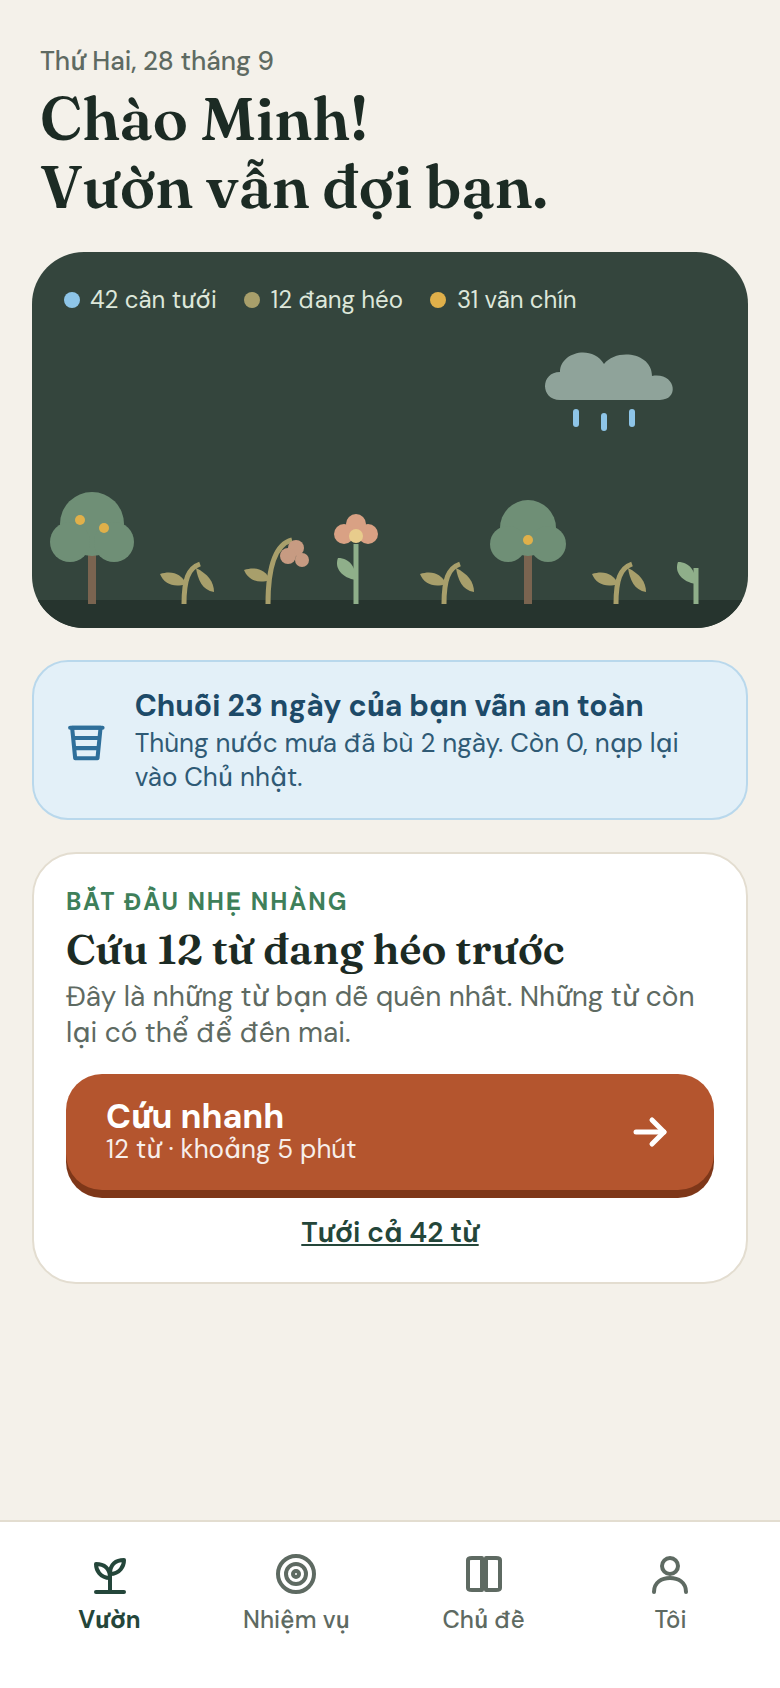 Thứ Hai, 28 tháng 9
Chào Minh!
Vườn vẫn đợi bạn.
42 cần tưới
12 đang héo
31 vẫn chín
Chuỗi 23 ngày của bạn vẫn an toàn
Thùng nước mưa đã bù 2 ngày. Còn 0, nạp lại
vào Chủ nhật.
BẮT ĐẦU NHẸ NHÀNG
Cứu 12 từ đang héo trước
Đây là những từ bạn dễ quên nhất. Những từ còn
lại có thể để đến mai.
Cứu nhanh
12 từ · khoảng 5 phút
Tưới cả 42 từ
Vườn
Nhiệm vụ
Chủ đề
Tôi